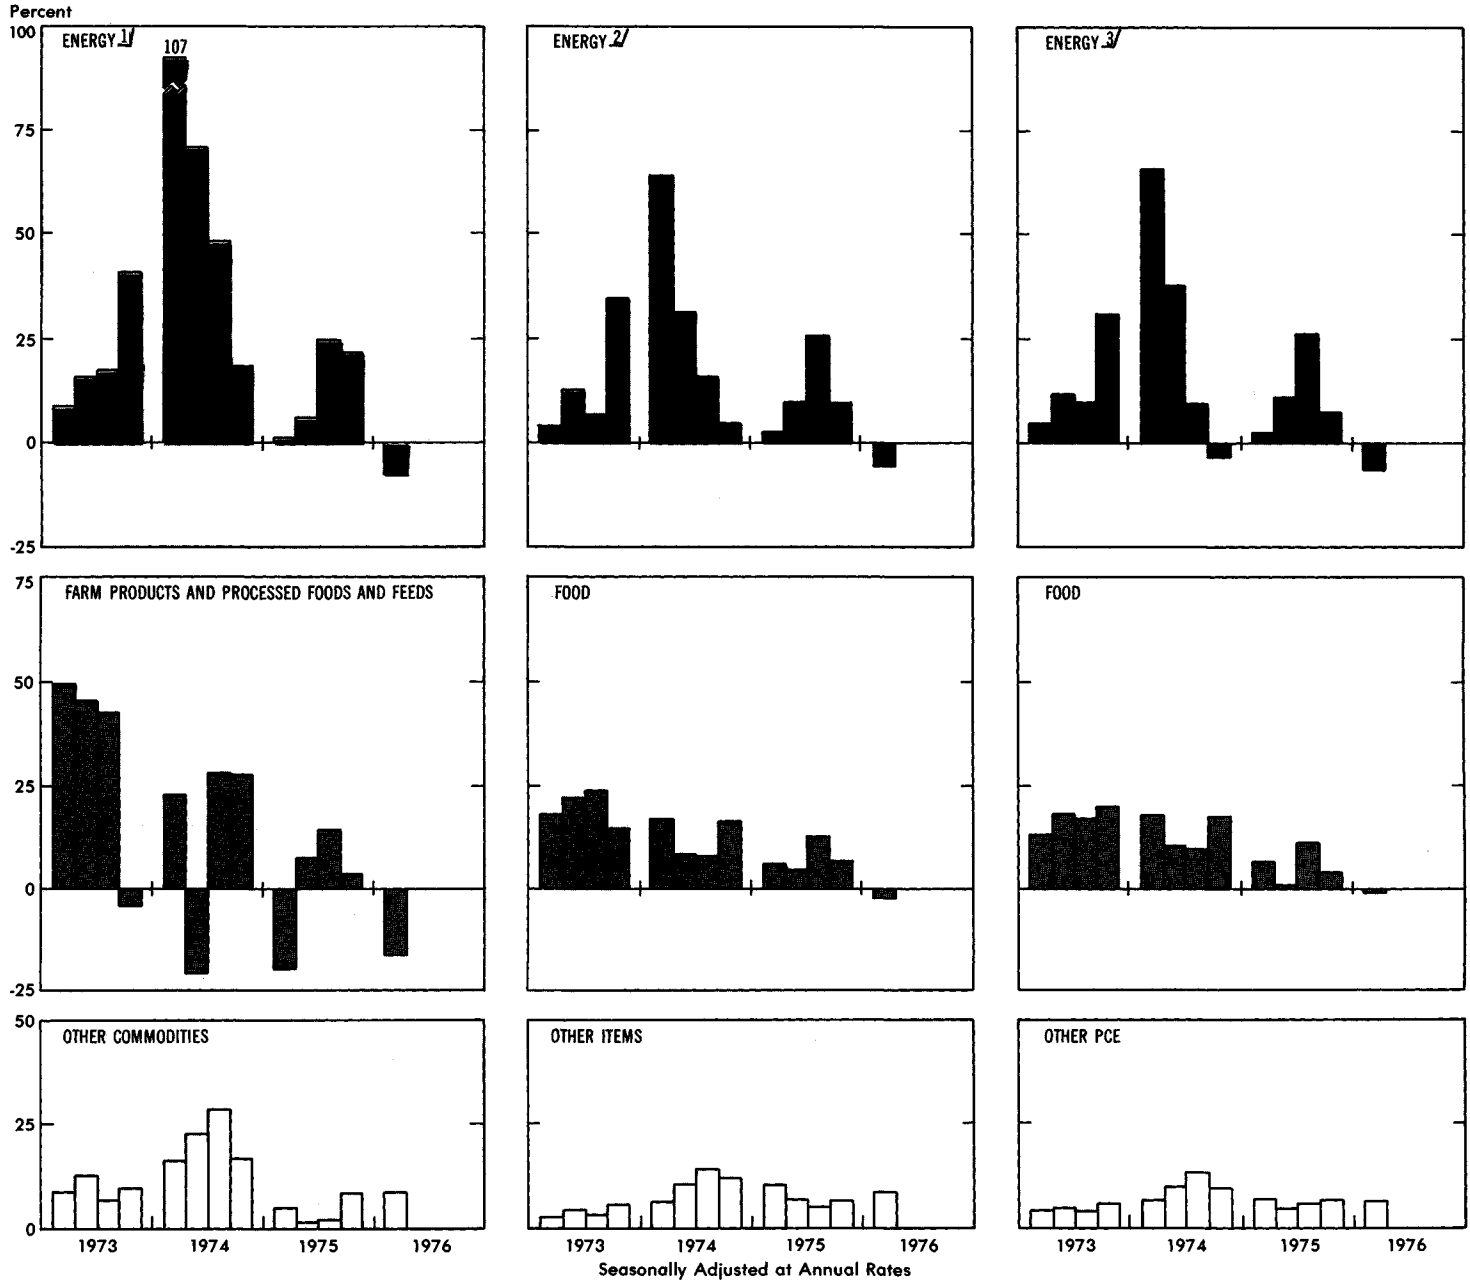 Percent
100
ENERGY 1/
107
ENERGY 2/
ENERGY 3/
75
50
25
0
-25
75
FARM PRODUCTS AND PROCESSED FOODS AND FEEDS
FOOD
FOOD
50
25
0
-25
50
OTHER COMMODITIES
OTHER ITEMS
OTHER PCE
25
0
1973 1974 1975 1976
1973 1974 1975 1976
1973 1974 1975 1976
Seasonally Adjusted at Annual Rates